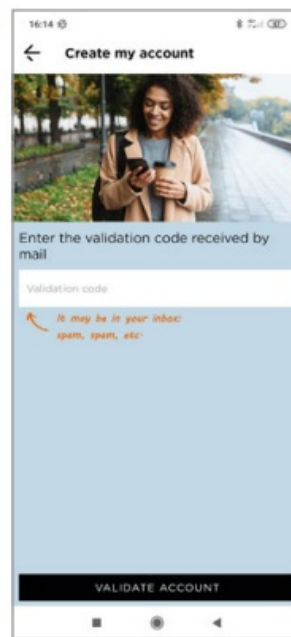 16:14
Create my account
Enter the validation code received by
mail
Validation code
It may be in your inbox:
spam, spam, etc.
VALIDATE ACCOUNT